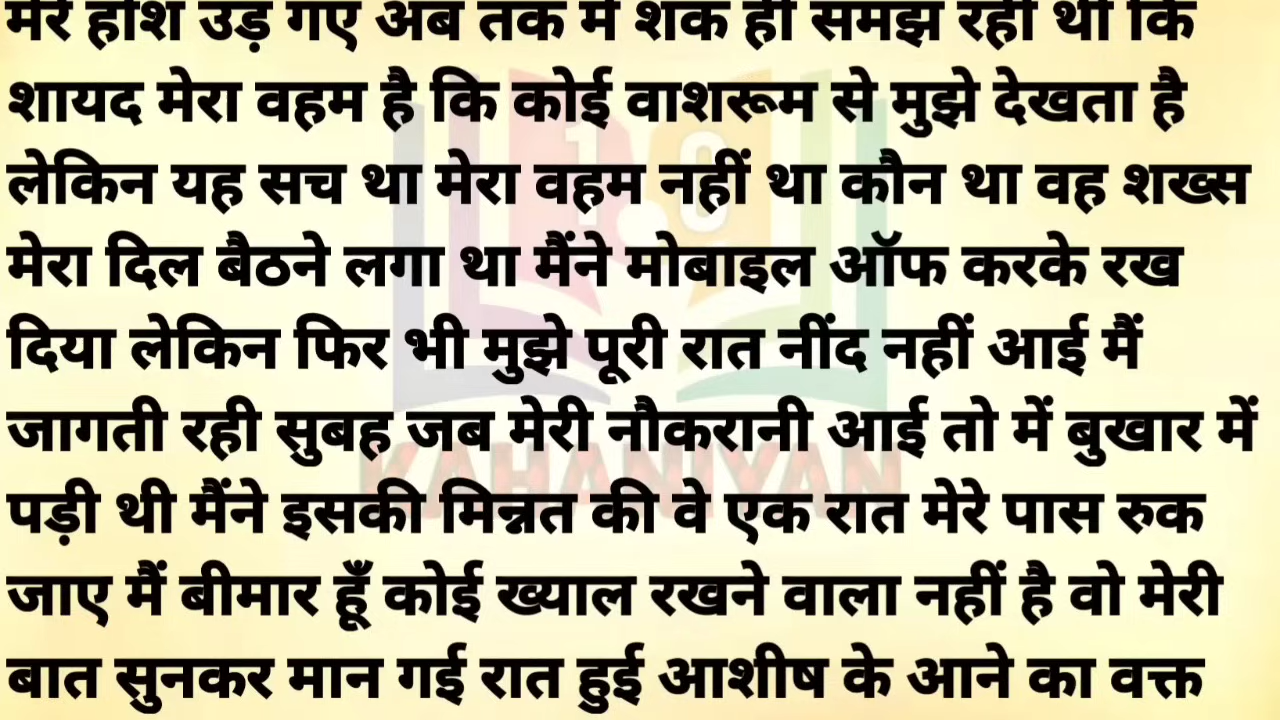 मेरे होश उड़ गए अब तक मैं शक ही समझ रही थी कि
शायद मेरा वहम है कि कोई वाशरूम से मुझे देखता है
लेकिन यह सच था मेरा वहम नहीं था कौन था वह शख्स
मेरा दिल बैठने लगा था मैंने मोबाइल ऑफ करके रख
दिया लेकिन फिर भी मुझे पूरी रात नींद नहीं आई मैं
जागती रही सुबह जब मेरी नौकरानी आई तो में बुखार में
पड़ी थी मैंने इसकी मिन्नत की वे एक रात मेरे पास रुक
जाए मैं बीमार हूँ कोई ख्याल रखने वाला नहीं है वो मेरी
बात सुनकर मान गई रात हुई आशीष के आने का वक्त
10
KAHANIYAN